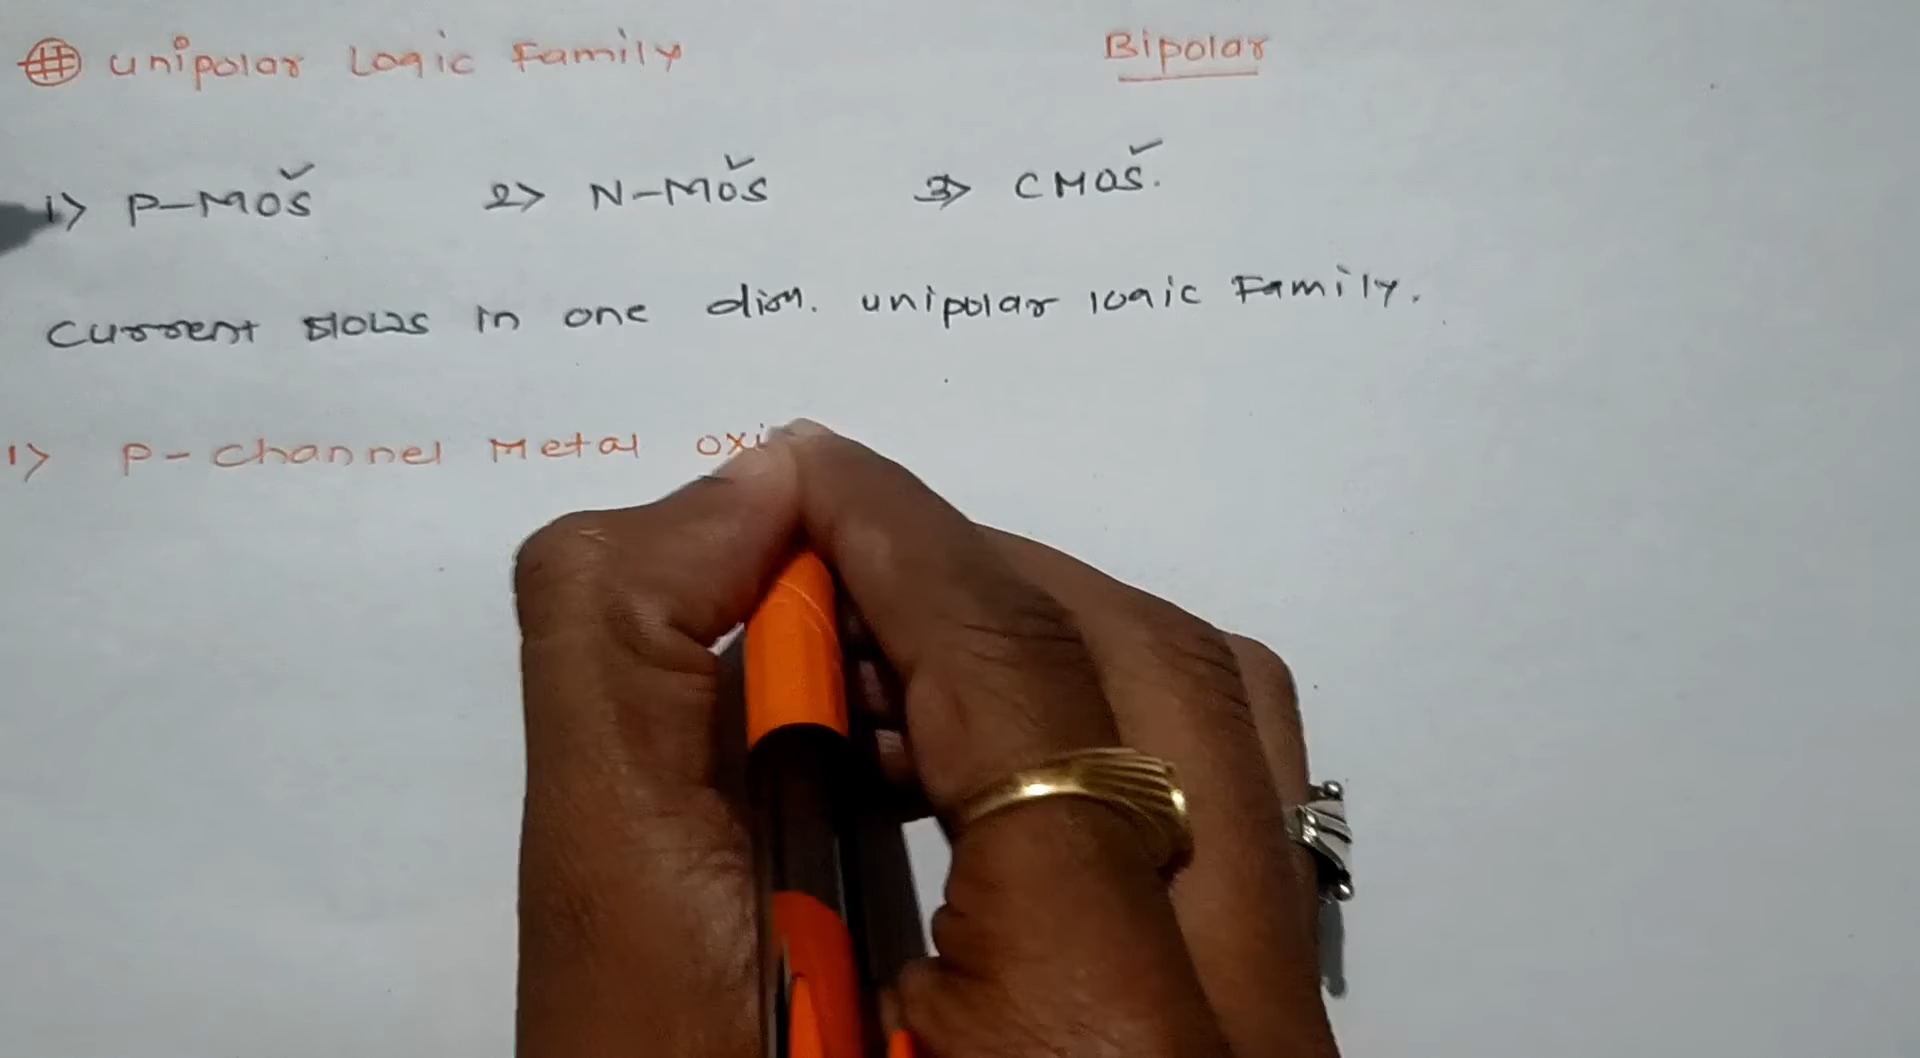 # Unipolar Logic Family Bipolar
1> P-MOS 2> N-MOS 3> CMOS.
Current flows in one dirn. unipolar logic Family.
1> P-channel Metal oxi